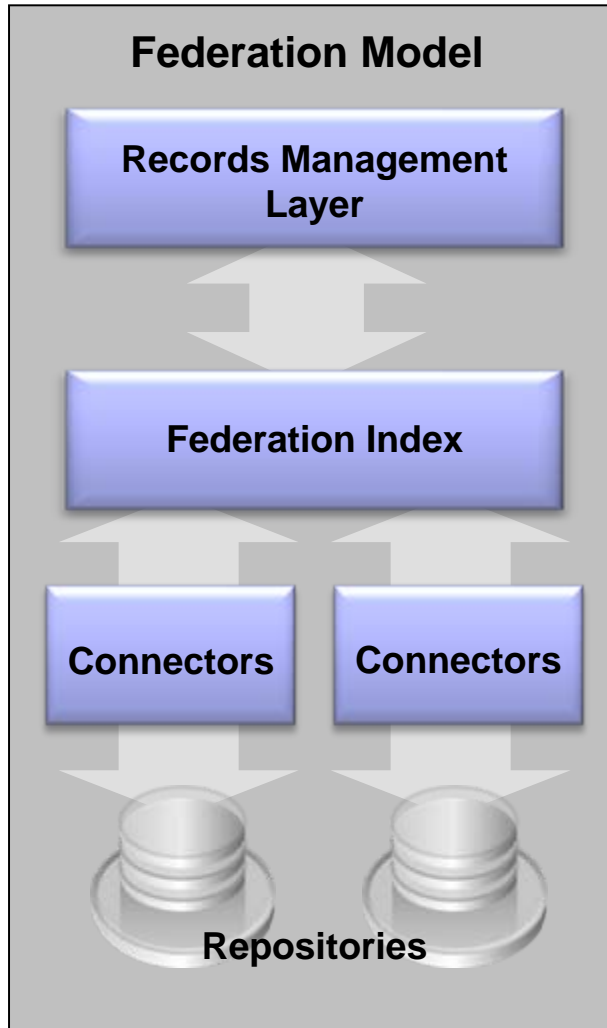 Federation Model
Records Management
Layer
Federation Index
Connectors
Connectors
Repositories